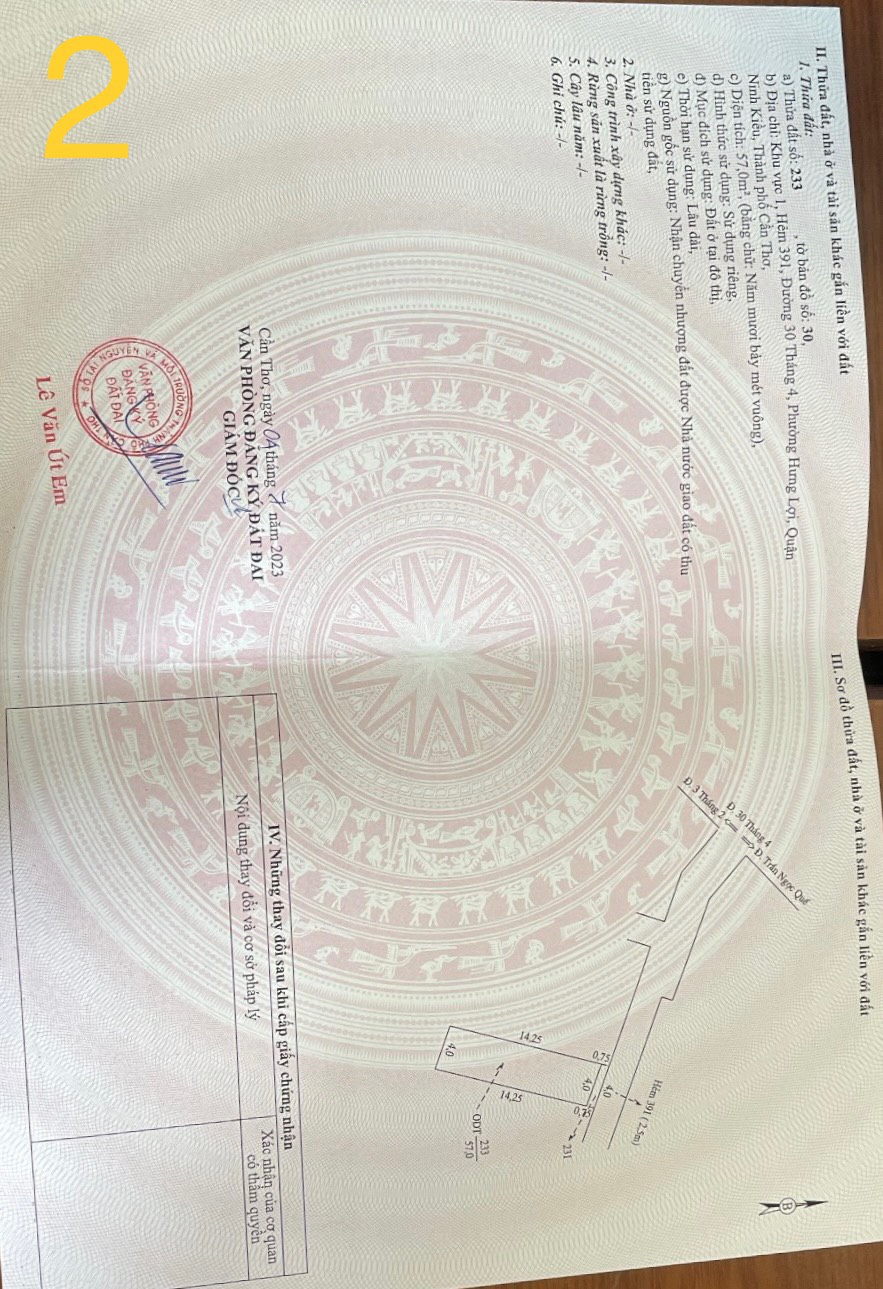 2
II. Thửa đất, nhà ở và tài sản khác gắn liền với đất
1. Thửa đất:
a) Thửa đất số: 233 , tờ bản đồ số: 30,
b) Địa chỉ: Khu vực 1, Hẻm 391, Đường 30 Tháng 4, Phường Hưng Lợi, Quận
Ninh Kiều, Thành phố Cần Thơ,
c) Diện tích: 57,0m², (bằng chữ: Năm mươi bảy mét vuông),
d) Hình thức sử dụng: Sử dụng riêng,
đ) Mục đích sử dụng: Đất ở tại đô thị,
e) Thời hạn sử dụng: Lâu dài,
g) Nguồn gốc sử dụng: Nhận chuyển nhượng đất được Nhà nước giao đất có thu
tiền sử dụng đất,
2. Nhà ở: -/-
3. Công trình xây dựng khác: -/-
4. Rừng sản xuất là rừng trồng: -/-
5. Cây lâu năm: -/-
6. Ghi chú: -/-
Cần Thơ, ngày 04 tháng 7 năm 2023
VĂN PHÒNG ĐĂNG KÝ ĐẤT ĐAI
GIÁM ĐỐC
SỞ TÀI NGUYÊN VÀ MÔI TRƯỜNG THÀNH PHỐ CẦN THƠ
VĂN PHÒNG
ĐĂNG KÝ
ĐẤT ĐAI
Lê Văn Út Em
III. Sơ đồ thửa đất, nhà ở và tài sản khác gắn liền với đất
Đ. Trần Ngọc Quế
Đ. 30 Tháng 4
Đ. 3 Tháng 2
B
Hẻm 391 (2,5m)
4,0
0,75
4,0
0,75
231
14,25
14,25
4,0
ODT 233
57,0
IV. Những thay đổi sau khi cấp giấy chứng nhận
Nội dung thay đổi và cơ sở pháp lý
Xác nhận của cơ quan
có thẩm quyền